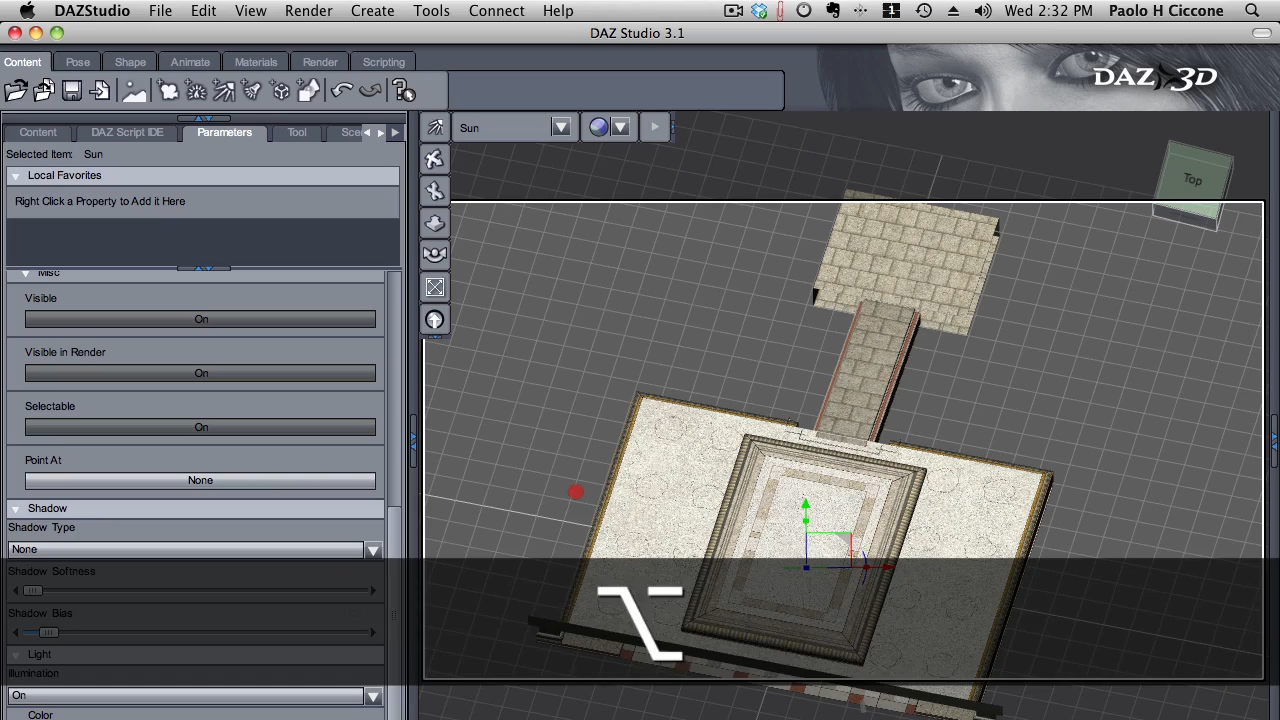 DAZStudio File Edit View Render Create Tools Connect Help 1 Wed 2:32 PM Paolo H Ciccone
DAZ Studio 3.1
Content Pose Shape Animate Materials Render Scripting
DAZ 3D
Content DAZ Script IDE Parameters Tool Sce
Sun
Selected Item: Sun
Local Favorites
Top
Right Click a Property to Add it Here
Misc
Visible
On
Visible in Render
On
Selectable
On
Point At
None
Shadow
Shadow Type
None
Shadow Softness
Shadow Bias
Light
Illumination
On
Color